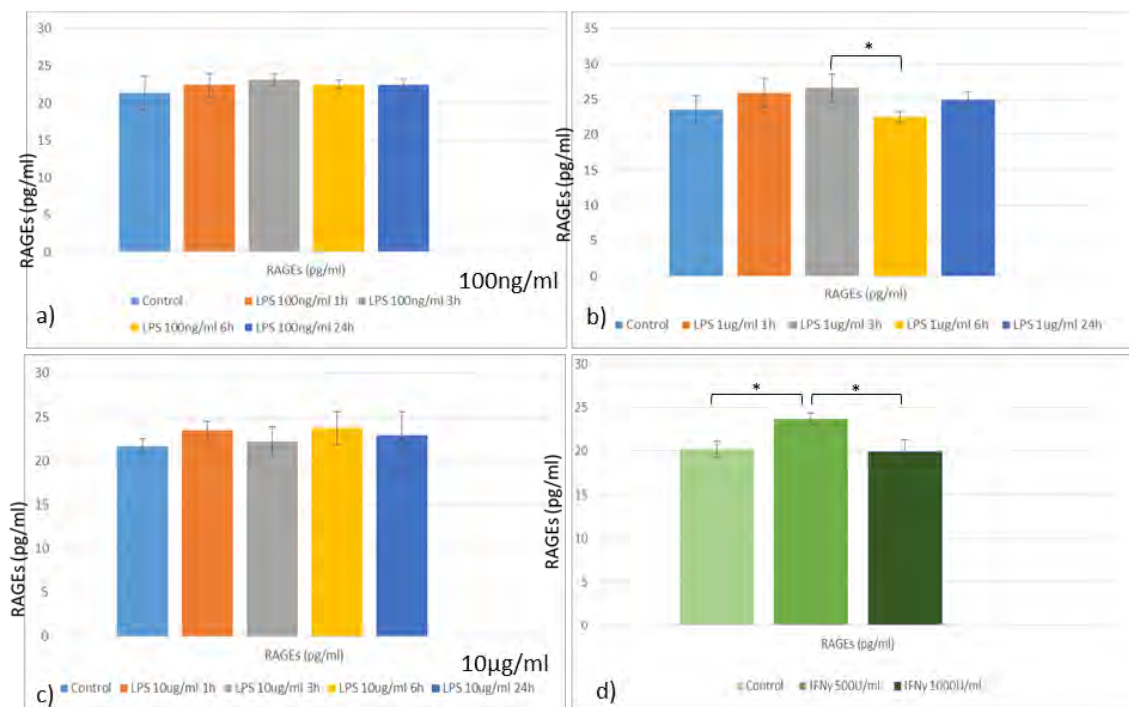 30
25
20
15
10
5
0
RAGEs (pg/ml)
RAGEs (pg/ml)
100ng/ml
Control LPS 100ng/ml 1h LPS 100ng/ml 3h
LPS 100ng/ml 6h LPS 100ng/ml 24h
a)
35
30
25
20
15
10
5
0
*
RAGEs (pg/ml)
RAGEs (pg/ml)
Control LPS 1ug/ml 1h LPS 1ug/ml 3h LPS 1ug/ml 6h LPS 1ug/ml 24h
b)
30
25
20
15
10
5
0
RAGEs (pg/ml)
RAGEs (pg/ml)
10µg/ml
Control LPS 10ug/ml 1h LPS 10ug/ml 3h LPS 10ug/ml 6h LPS 10ug/ml 24h
c)
30
25
20
15
10
5
0
* *
RAGEs (pg/ml)
RAGEs (pg/ml)
Control IFNγ 500U/ml IFNγ 1000U/ml
d)